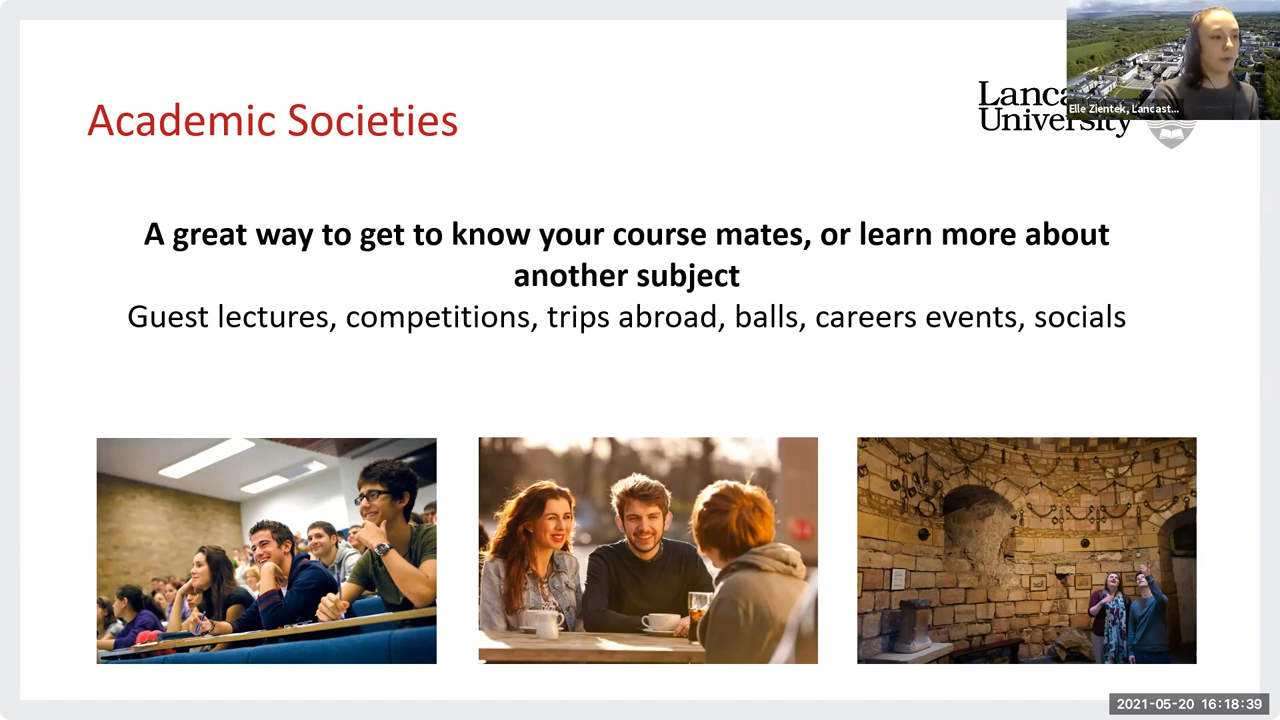 Academic Societies
Lanca
University
Elle Zientek, Lancast...
A great way to get to know your course mates, or learn more about
another subject
Guest lectures, competitions, trips abroad, balls, careers events, socials
2021-05-20 16:18:39